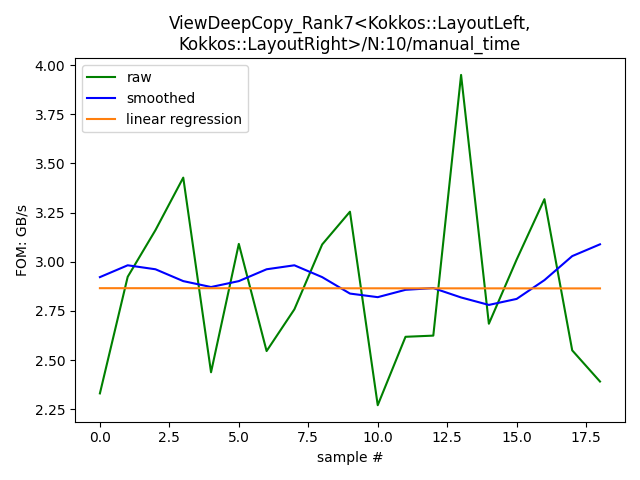 ViewDeepCopy_Rank7<Kokkos::LayoutLeft,
Kokkos::LayoutRight>/N:10/manual_time
raw
smoothed
linear regression
FOM: GB/s
4.00
3.75
3.50
3.25
3.00
2.75
2.50
2.25
0.0 2.5 5.0 7.5 10.0 12.5 15.0 17.5
sample #